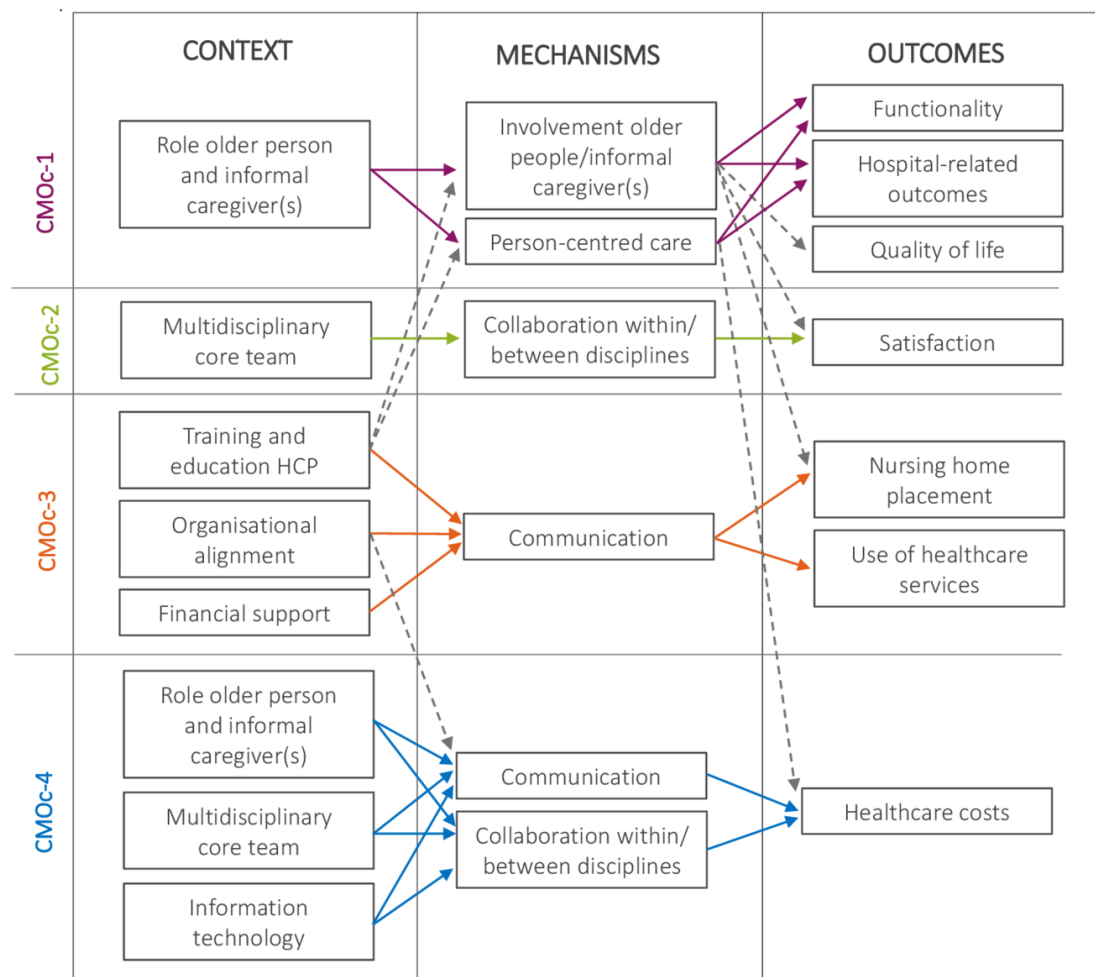 CONTEXT
MECHANISMS
OUTCOMES
CMOc-1
Role older person
and informal
caregiver(s)
Involvement older
people/informal
caregiver(s)
Person-centred care
Functionality
Hospital-related
outcomes
Quality of life
CMOc-2
Multidisciplinary
core team
Collaboration within/
between disciplines
Satisfaction
CMOc-3
Training and
education HCP
Organisational
alignment
Financial support
Communication
Nursing home
placement
Use of healthcare
services
CMOc-4
Role older person
and informal
caregiver(s)
Multidisciplinary
core team
Information
technology
Communication
Collaboration within/
between disciplines
Healthcare costs